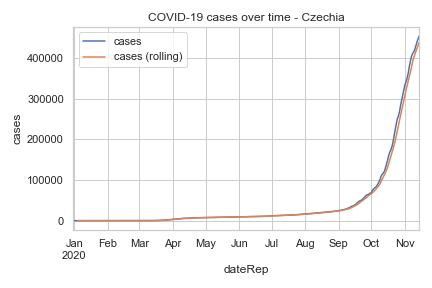 COVID-19 cases over time - Czechia
cases
cases (rolling)
400000
300000
200000
100000
0
cases
Jan Feb Mar Apr May Jun Jul Aug Sep Oct Nov
2020
dateRep